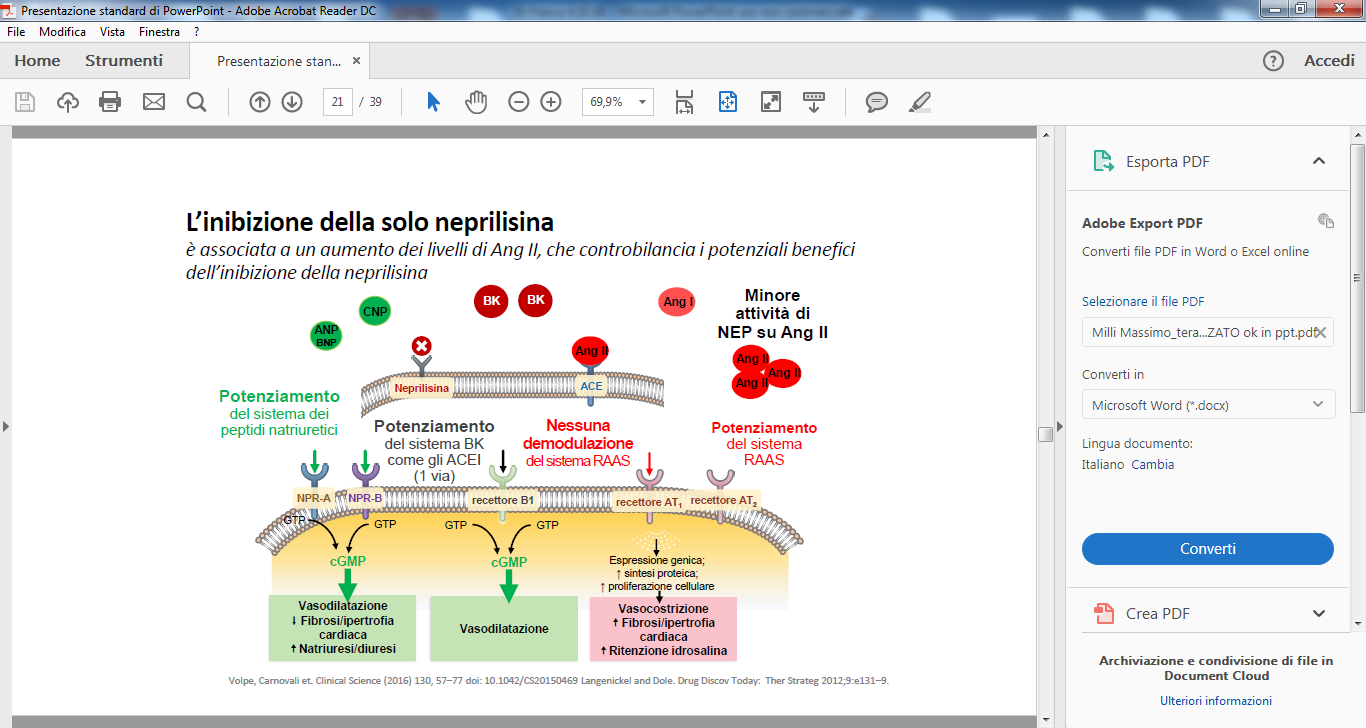 Presentazione standard di PowerPoint - Adobe Acrobat Reader DC
File Modifica Vista Finestra ?
Home Strumenti Presentazione stan... × ? Accedi
21 / 39 69,9%
L’inibizione della solo neprilisina
è associata a un aumento dei livelli di Ang II, che controbilancia i potenziali benefici
dell’inibizione della neprilisina
ANP
BNP
CNP
BK BK
Ang I
Minore
attività di
NEP su Ang II
Ang II
Ang II
Ang II
Ang II
Neprilisina
ACE
Potenziamento
del sistema dei
peptidi natriuretici
Potenziamento
del sistema BK
come gli ACEI
(1 via)
Nessuna
demodulazione
del sistema RAAS
Potenziamento
del sistema
RAAS
NPR-A NPR-B recettore B1 recettore AT1 recettore AT2
GTP GTP GTP GTP
cGMP cGMP
Espressione genica;
↑ sintesi proteica;
↑ proliferazione cellulare
Vasodilatazione
↓ Fibrosi/ipertrofia
cardiaca
↑ Natriuresi/diuresi
Vasodilatazione
Vasocostrizione
↑ Fibrosi/ipertrofia
cardiaca
↑ Ritenzione idrosalina
Volpe, Carnovali et. Clinical Science (2016) 130, 57–77 doi: 10.1042/CS20150469 Langenickel and Dole. Drug Discov Today: Ther Strateg 2012;9:e131–9.
Esporta PDF
Adobe Export PDF
Converti file PDF in Word o Excel online
Selezionare il file PDF
Milli Massimo_tera...ZATO ok in ppt.pdf
Converti in
Microsoft Word (*.docx)
Lingua documento:
Italiano Cambia
Converti
Crea PDF
Archiviazione e condivisione di file in
Document Cloud
Ulteriori informazioni